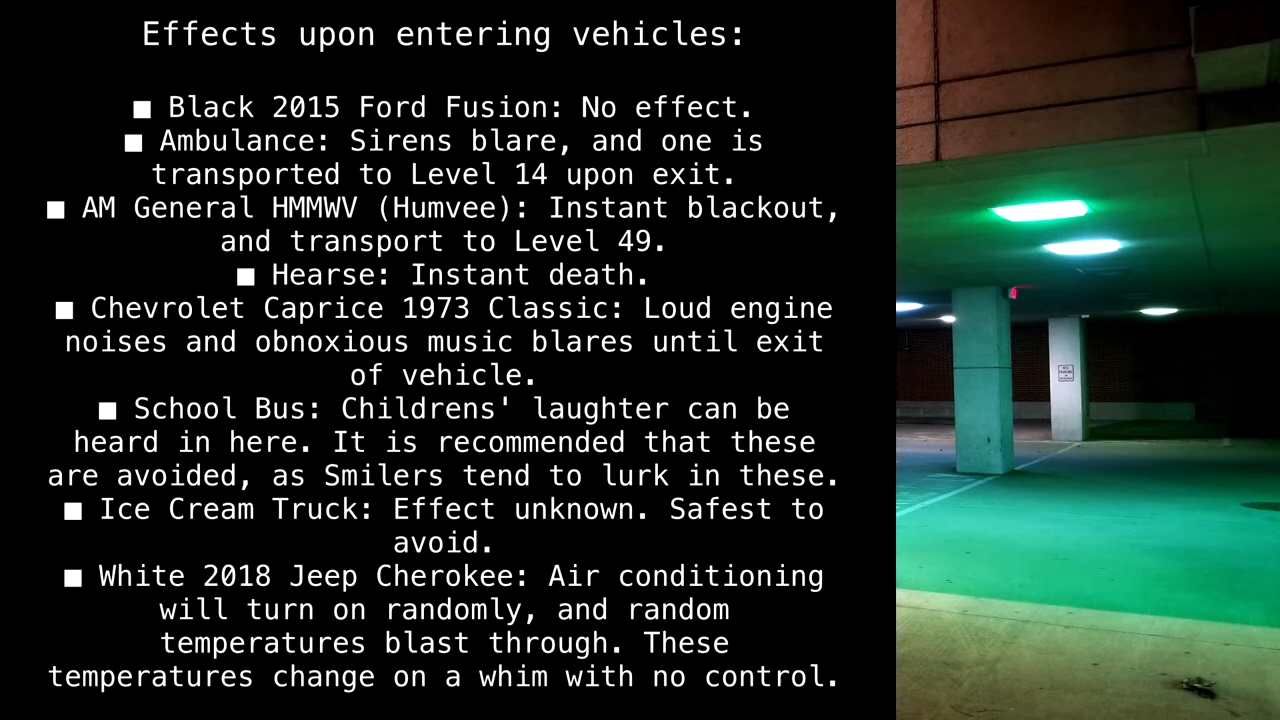 Effects upon entering vehicles:
■ Black 2015 Ford Fusion: No effect.
■ Ambulance: Sirens blare, and one is
transported to Level 14 upon exit.
■ AM General HMMWV (Humvee): Instant blackout,
and transport to Level 49.
■ Hearse: Instant death.
■ Chevrolet Caprice 1973 Classic: Loud engine
noises and obnoxious music blares until exit
of vehicle.
■ School Bus: Childrens' laughter can be
heard in here. It is recommended that these
are avoided, as Smilers tend to lurk in these.
■ Ice Cream Truck: Effect unknown. Safest to
avoid.
■ White 2018 Jeep Cherokee: Air conditioning
will turn on randomly, and random
temperatures blast through. These
temperatures change on a whim with no control.